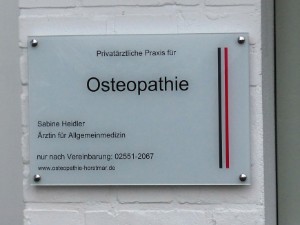 Privatärztliche Praxis für
Osteopathie
Sabine Heidler
Ärztin für Allgemeinmedizin
nur nach Vereinbarung: 02551-2067
www.osteopathie-horstmar.de